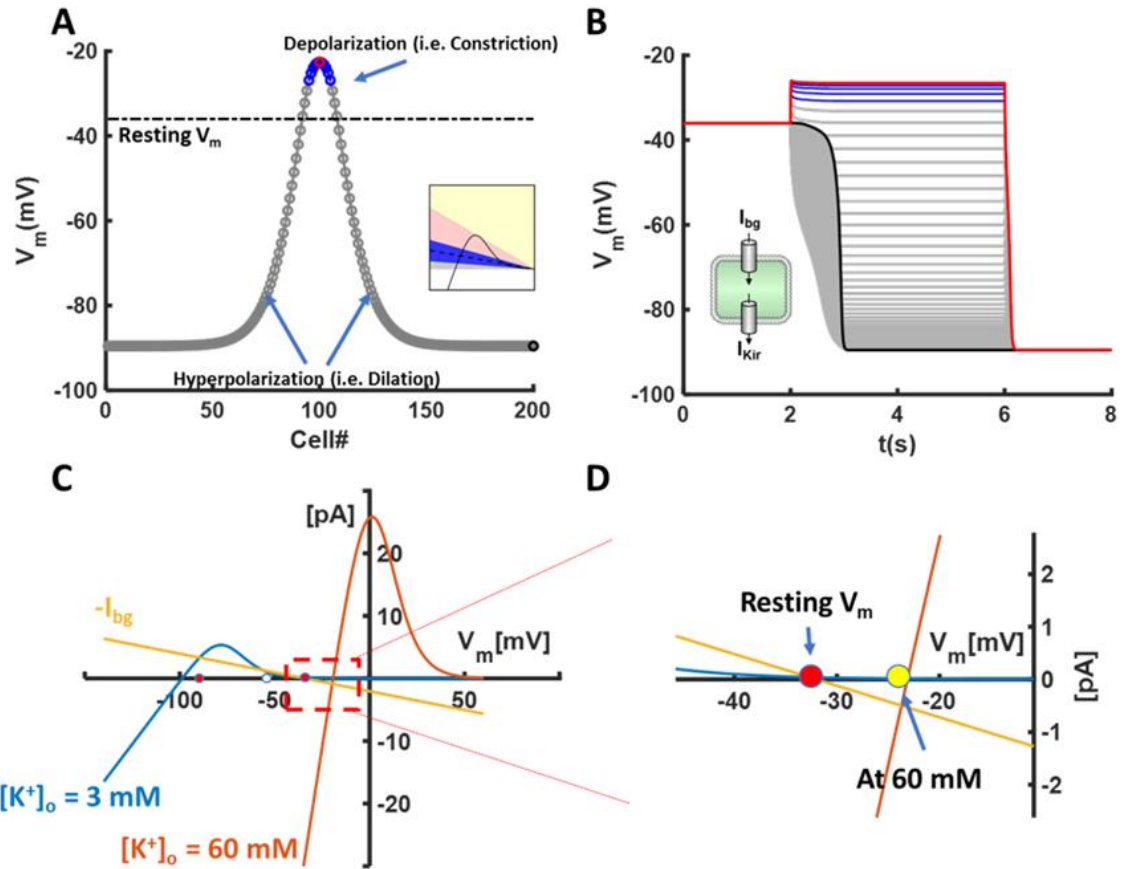 A
Depolarization (i.e. Constriction)
-20
-40
Resting Vm
-60
-80
-100
Vm(mV)
Hyperpolarization (i.e. Dilation)
0
50
100
150
200
Cell#
B
-20
-40
-60
-80
-100
Vm(mV)
Ibg
IKir
0
2
4
6
8
t(s)
C
[pA]
20
10
-Ibg
Vm[mV]
-100
-50
50
-10
-20
[K+]o = 3 mM
[K+]o = 60 mM
D
2
1
0
-1
-2
[pA]
Resting Vm
Vm[mV]
-40
-30
-20
At 60 mM